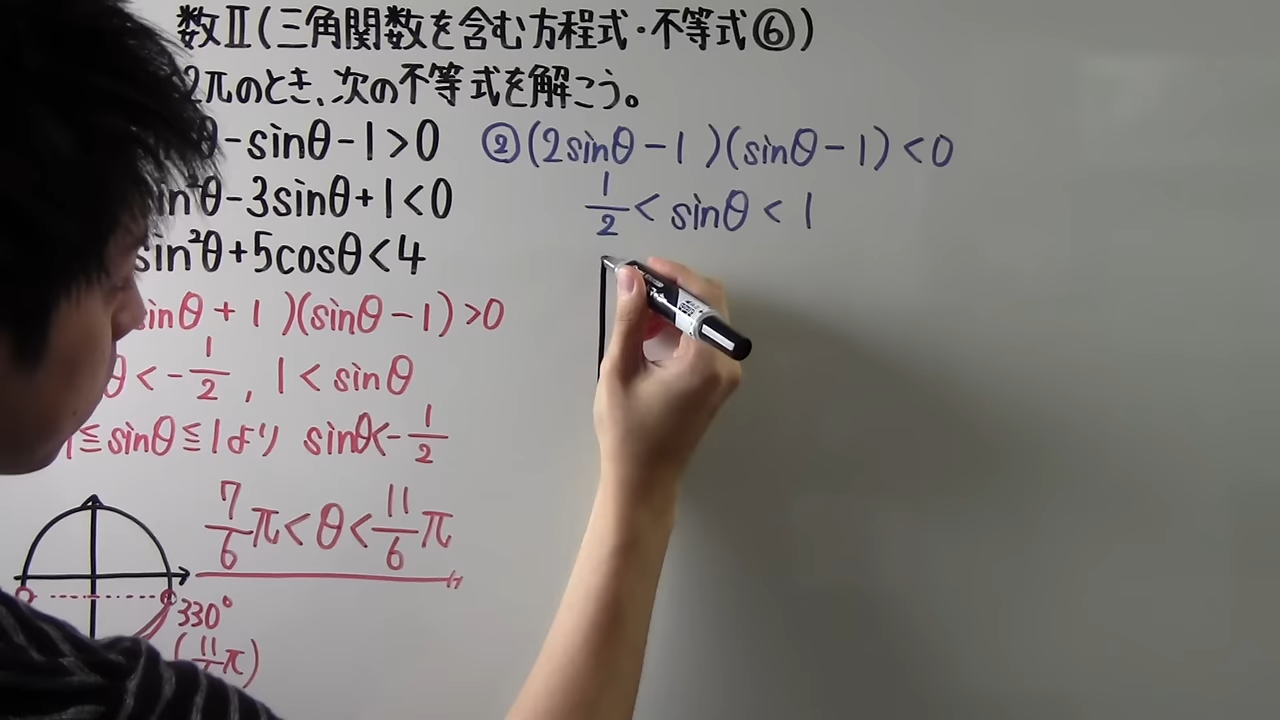 数Ⅱ(三角関数を含む方程式・不等式⑥)
2πのとき、次の不等式を解こう。
θ-sinθ-1>0
in²θ-3sinθ+1<0
sin²θ+5cosθ<4
sinθ+1)(sinθ-1)>0
θ<-1/2, 1<sinθ
1≦sinθ≦1より sinθ<-1/2
7/6π<θ<11/6π
330°
②(2sinθ-1)(sinθ-1)<0
1/2<sinθ<1